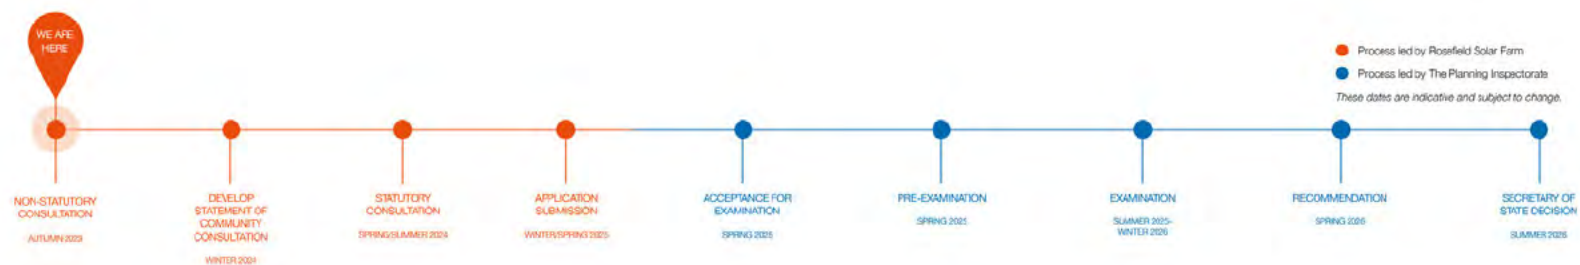 WE ARE
HERE
Process led by Rosefield Solar Farm
Process led by The Planning Inspectorate
These dates are indicative and subject to change.
NON-STATUTORY
CONSULTATION
AUTUMN 2023
DEVELOP
STATEMENT OF
COMMUNITY
CONSULTATION
WINTER 2024
STATUTORY
CONSULTATION
SPRING/SUMMER 2024
APPLICATION
SUBMISSION
WINTER/SPRING 2025
ACCEPTANCE FOR
EXAMINATION
SPRING 2025
PRE-EXAMINATION
SPRING 2025
EXAMINATION
SUMMER 2025-
WINTER 2026
RECOMMENDATION
SPRING 2026
SECRETARY OF
STATE DECISION
SUMMER 2026